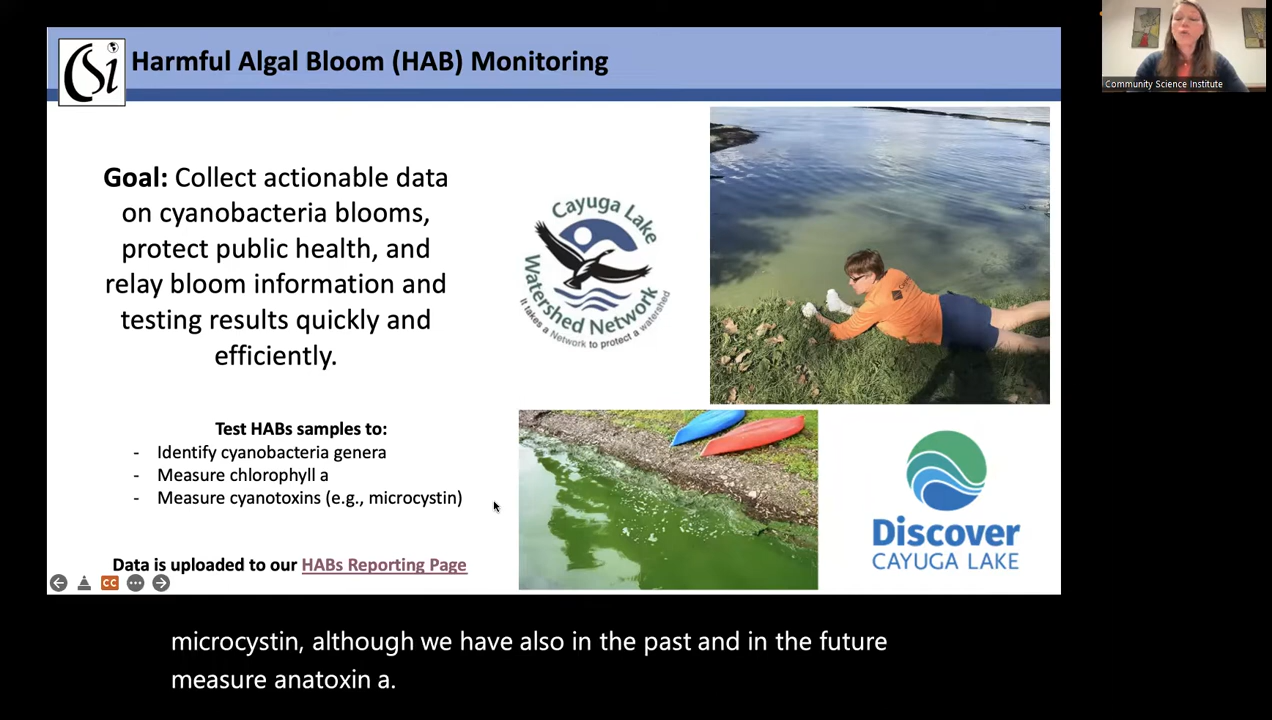 CSi
Harmful Algal Bloom (HAB) Monitoring
Community Science Institute
Goal: Collect actionable data
on cyanobacteria blooms,
protect public health, and
relay bloom information and
testing results quickly and
efficiently.
Cayuga Lake
Watershed Network
It takes a Network to protect a watershed
Test HABs samples to:
- Identify cyanobacteria genera
- Measure chlorophyll a
- Measure cyanotoxins (e.g., microcystin)
Discover
CAYUGA LAKE
Data is uploaded to our HABs Reporting Page
CC
microcystin, although we have also in the past and in the future
measure anatoxin a.